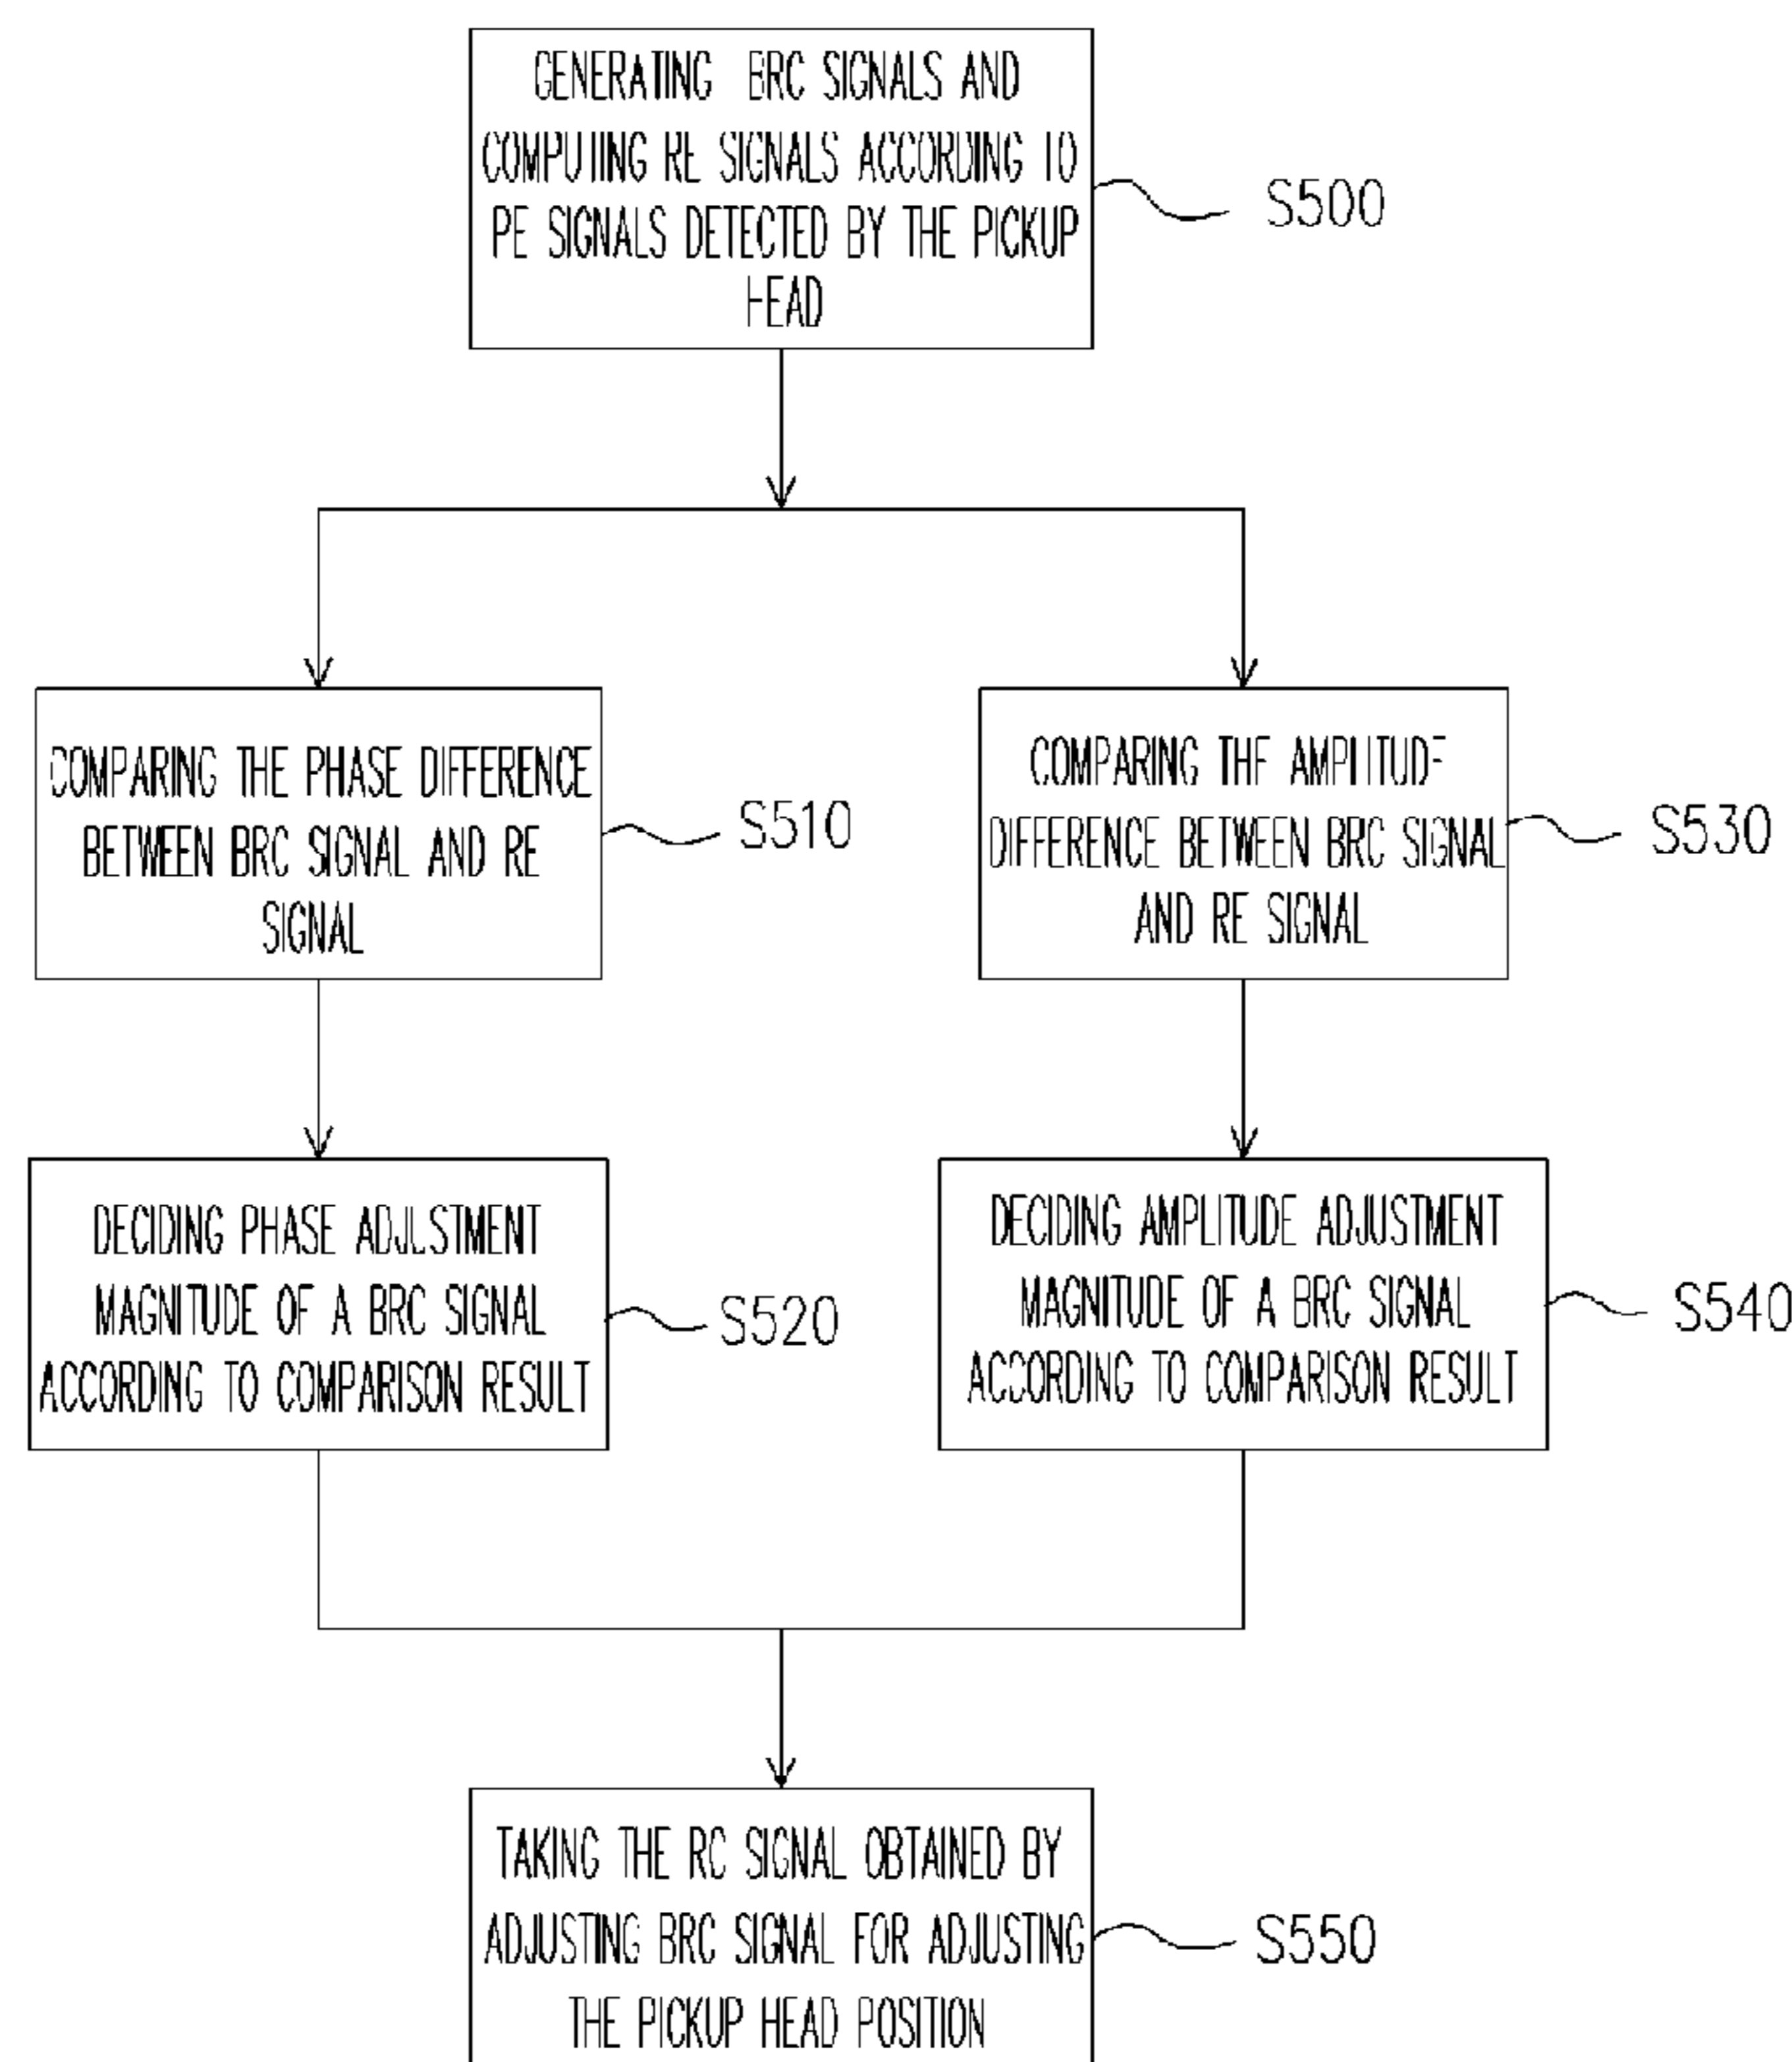 GENERATING BRC SIGNALS AND
COMPUTING RE SIGNALS ACCORDING TO
PE SIGNALS DETECTED BY THE PICKUP
HEAD
S500
COMPARING THE PHASE DIFFERENCE
BETWEEN BRC SIGNAL AND RE
SIGNAL
S510
COMPARING THE AMPLITUDE
DIFFERENCE BETWEEN BRC SIGNAL
AND RE SIGNAL
S530
DECIDING PHASE ADJUSTMENT
MAGNITUDE OF A BRC SIGNAL
ACCORDING TO COMPARISON RESULT
S520
DECIDING AMPLITUDE ADJUSTMENT
MAGNITUDE OF A BRC SIGNAL
ACCORDING TO COMPARISON RESULT
S540
TAKING THE RC SIGNAL OBTAINED BY
ADJUSTING BRC SIGNAL FOR ADJUSTING
THE PICKUP HEAD POSITION
S550